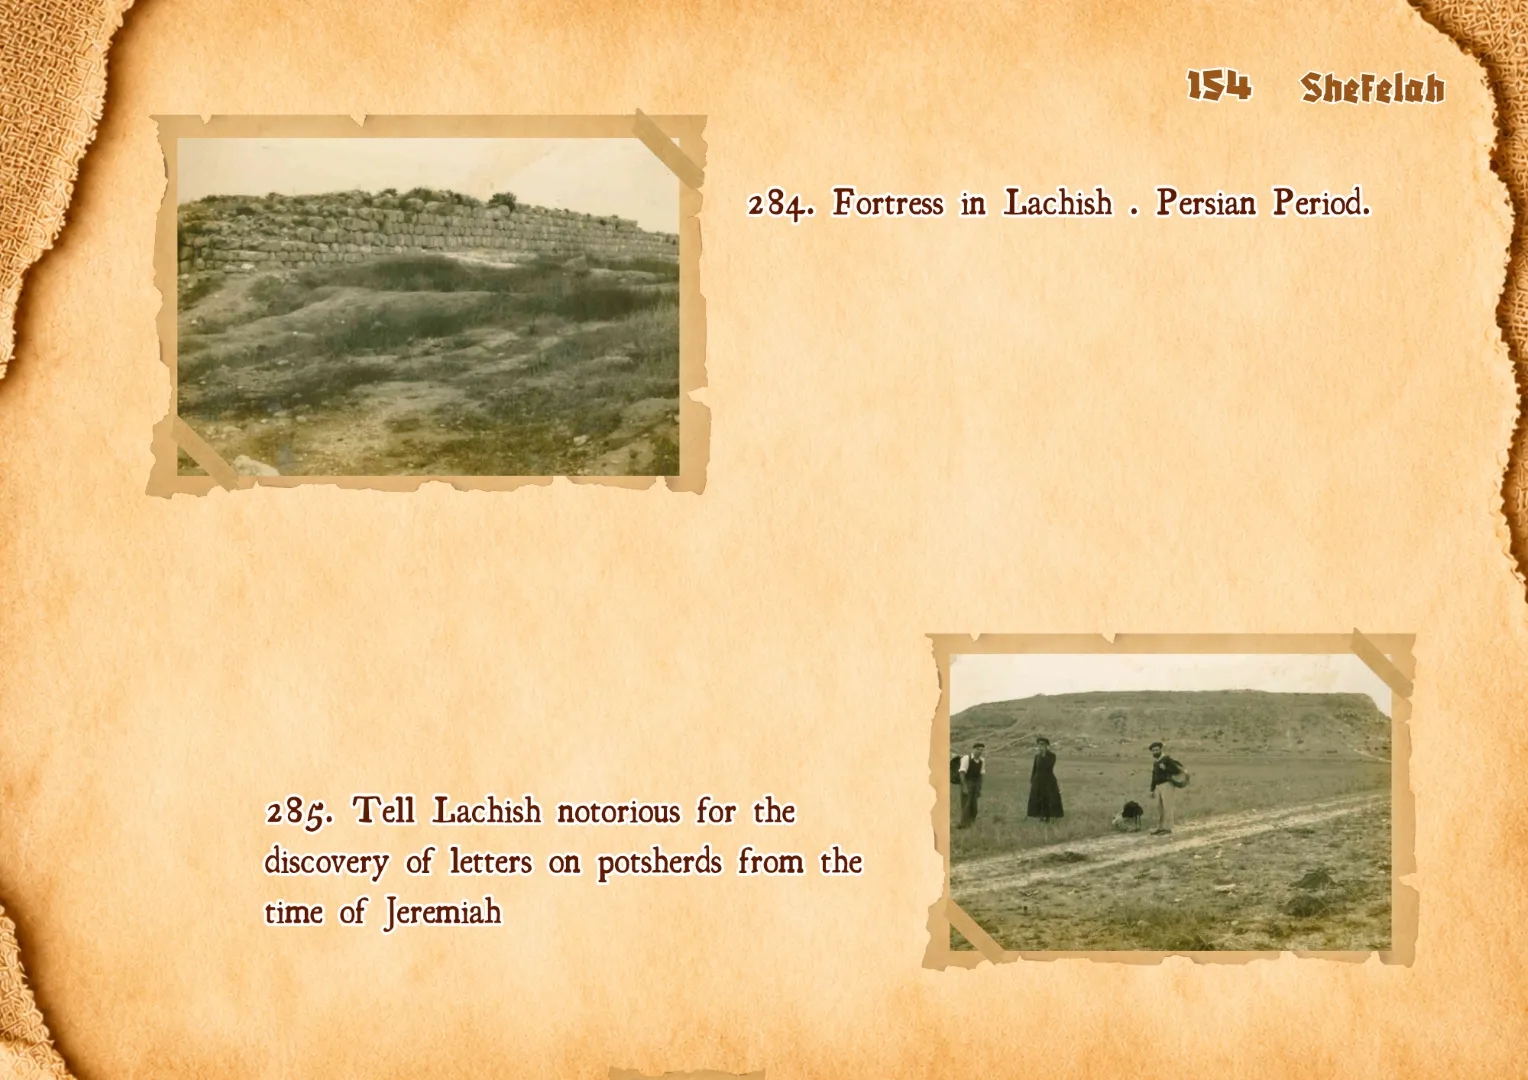 154 Shefelah
284. Fortress in Lachish . Persian Period.
285. Tell Lachish notorious for the
discovery of letters on potsherds from the
time of Jeremiah